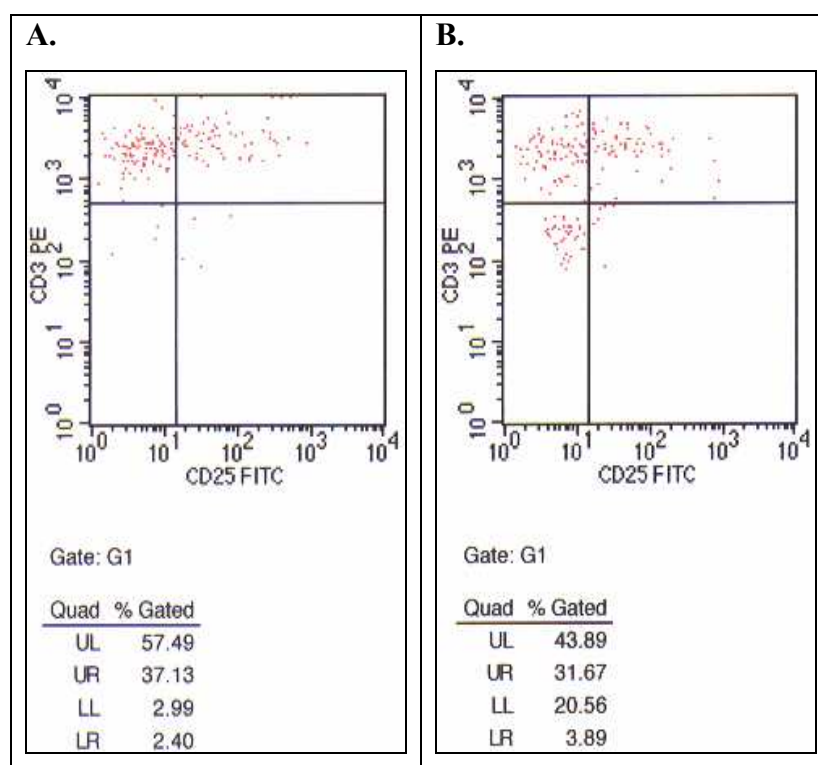 A.
10^4
10^3
10^2
10^1
10^0
CD3 PE
10^0 10^1 10^2 10^3 10^4
CD25 FITC
Gate: G1
Quad % Gated
UL 57.49
UR 37.13
LL 2.99
LR 2.40
B.
10^4
10^3
10^2
10^1
10^0
CD3 PE
10^0 10^1 10^2 10^3 10^4
CD25 FITC
Gate: G1
Quad % Gated
UL 43.89
UR 31.67
LL 20.56
LR 3.89